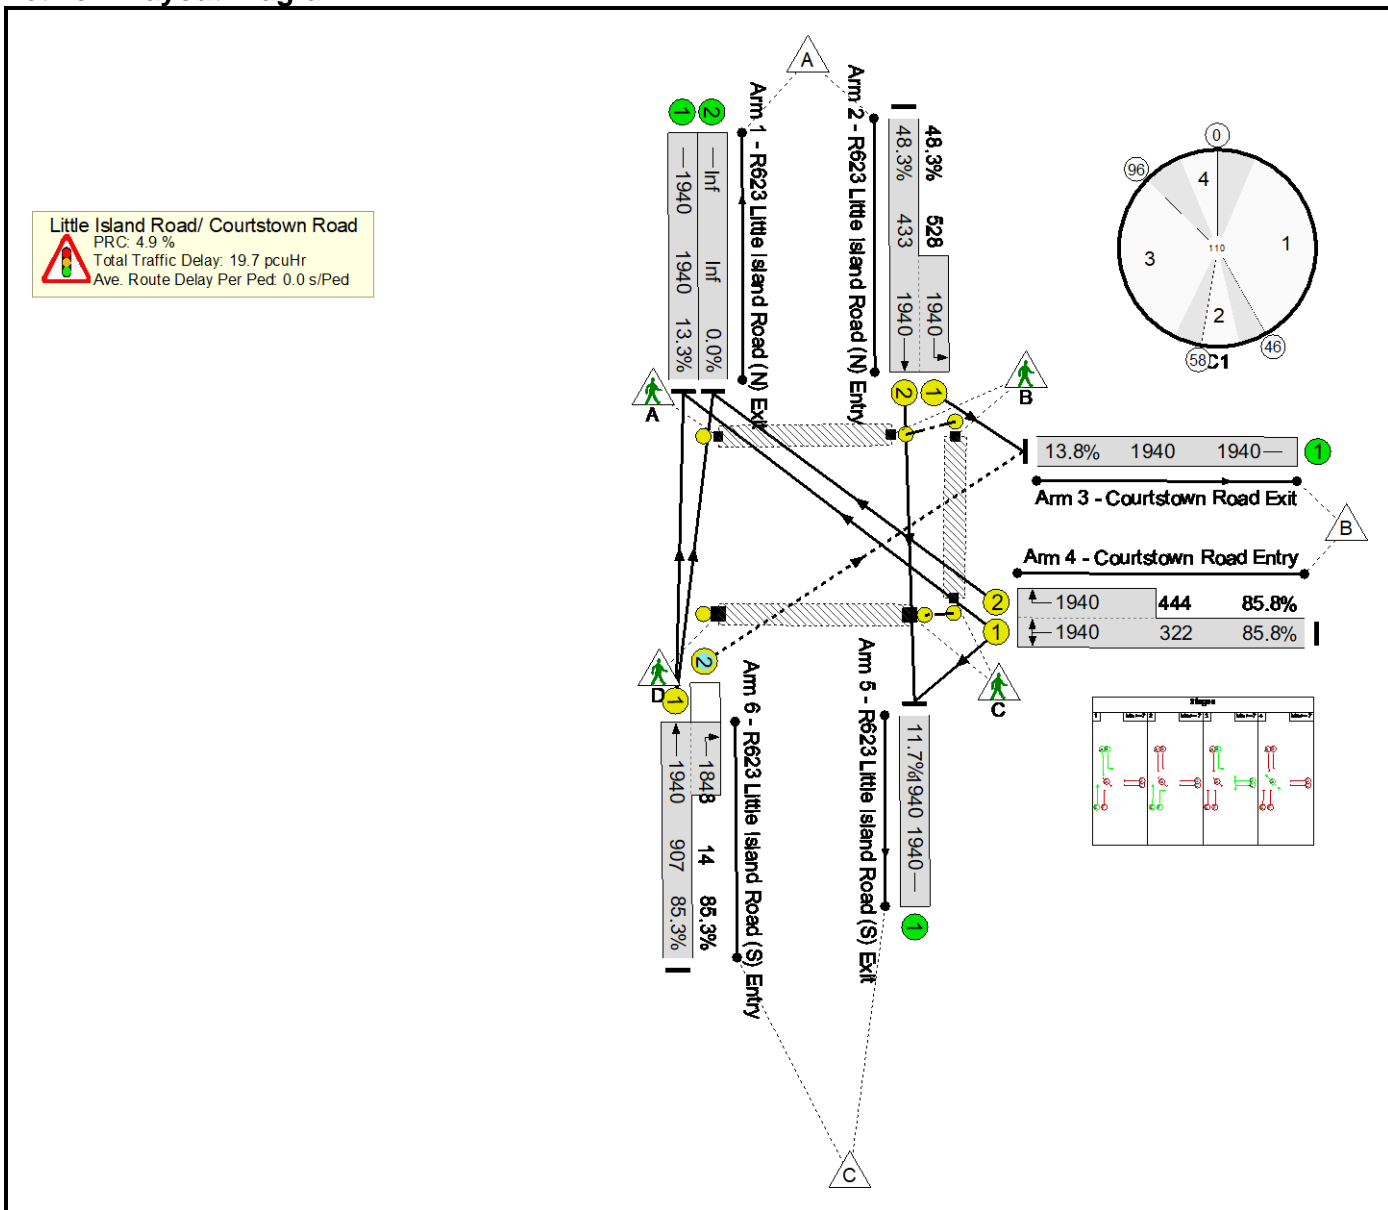 Little Island Road/ Courtstown Road
PRC: 4.9 %
Total Traffic Delay: 19.7 pcuHr
Ave. Route Delay Per Ped: 0.0 s/Ped
A
1
2
1940 1940 13.3%
Inf Inf 0.0%
Arm 1 - R623 Little Island Road (N) Exit
Arm 2 - R623 Little Island Road (N) Entry
48.3% 433 1940
48.3% 528 1940
2
1
0
96
4
3
1
110
2
58
46
C1
A
B
13.8% 1940 1940
1
Arm 3 - Courtstown Road Exit
B
Arm 4 - Courtstown Road Entry
2
1940 444 85.8%
1
1940 322 85.8%
D
C
1
2
1940 907 85.3%
1848 14 85.3%
Arm 6 - R623 Little Island Road (S) Entry
Arm 5 - R623 Little Island Road (S) Exit
11.7% 1940 1940
1
Stages
1
2
3
4
C